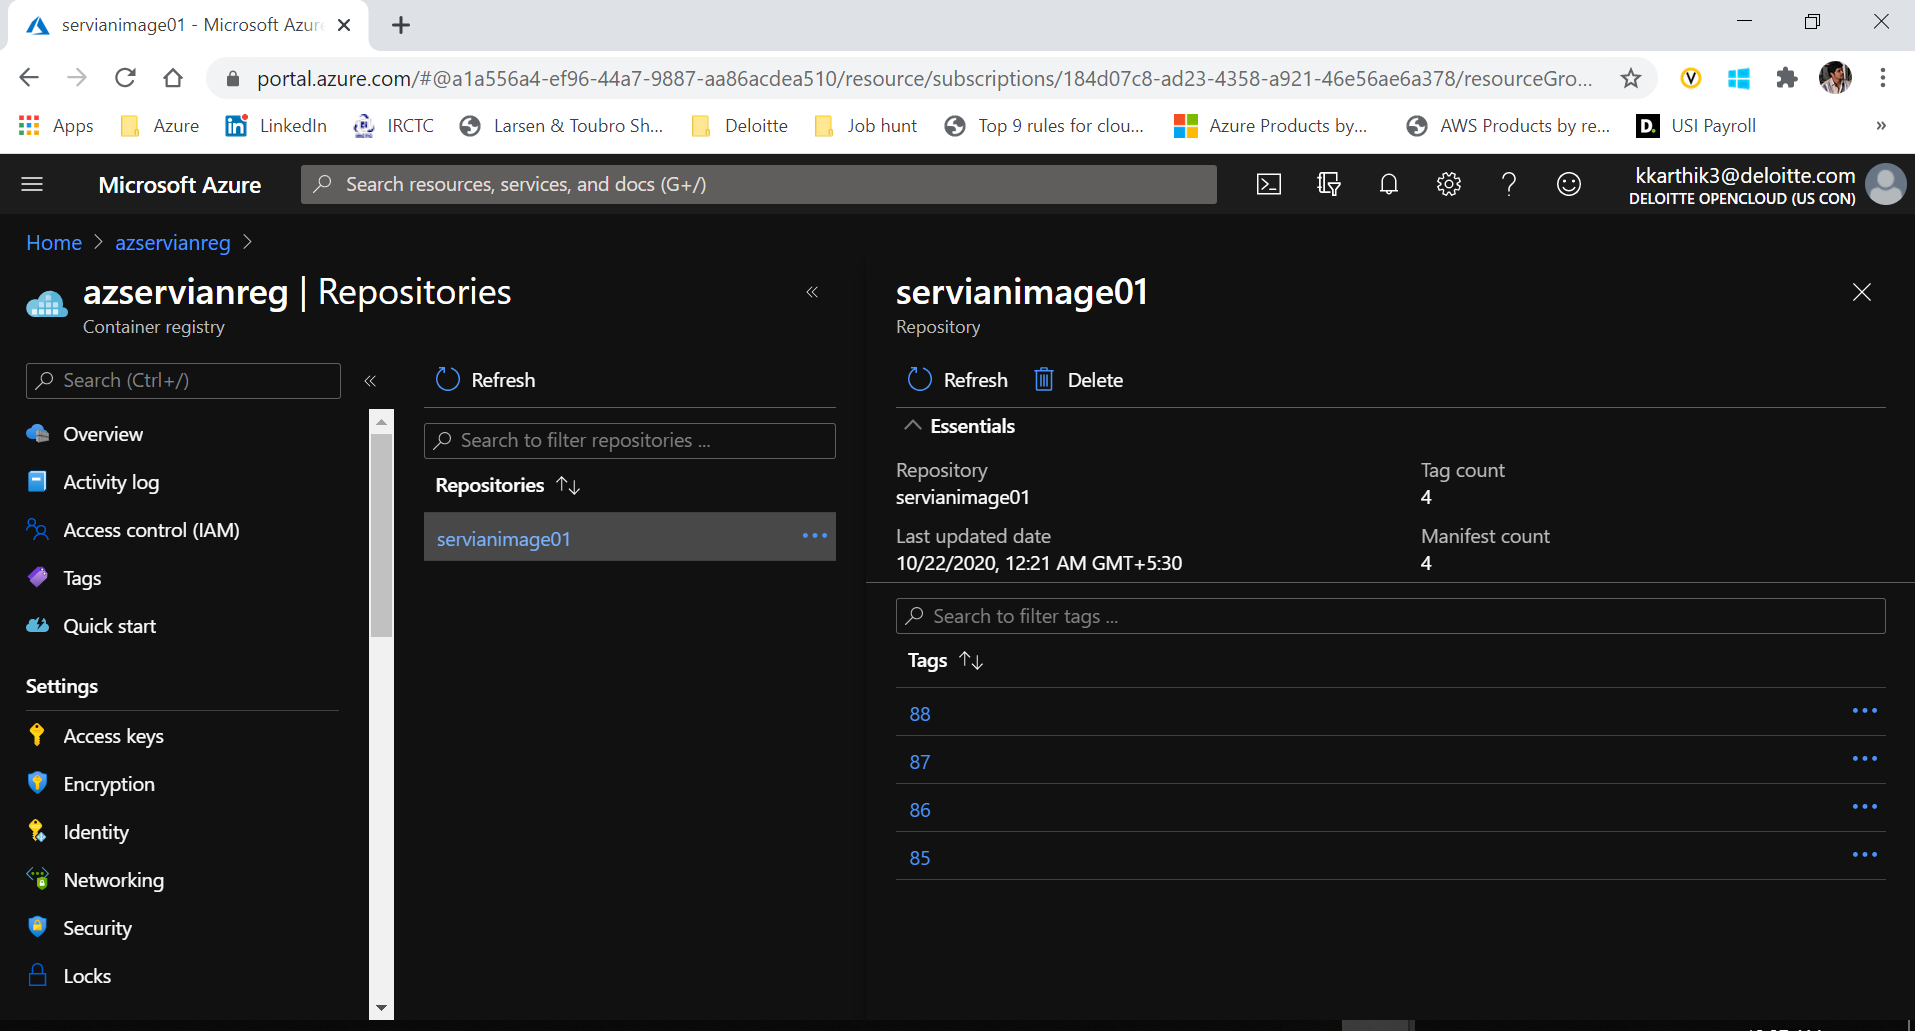 servianimage01 - Microsoft Azur
portal.azure.com/#@a1a556a4-ef96-44a7-9887-aa86acdea510/resource/subscriptions/184d07c8-ad23-4358-a921-46e56ae6a378/resourceGro...
Apps
Azure
LinkedIn
IRCTC
Larsen & Toubro Sh...
Deloitte
Job hunt
Top 9 rules for clou...
Azure Products by...
AWS Products by re...
USI Payroll
»
Microsoft Azure
Search resources, services, and docs (G+/)
kkarthik3@deloitte.com
DELOITTE OPENCLOUD (US CON)
Home > azservianreg >
azservianreg | Repositories
Container registry
Search (Ctrl+/)
Overview
Activity log
Access control (IAM)
Tags
Quick start
Settings
Access keys
Encryption
Identity
Networking
Security
Locks
Refresh
Search to filter repositories ...
Repositories
servianimage01
servianimage01
Repository
Refresh
Delete
Essentials
Repository
servianimage01
Tag count
4
Last updated date
10/22/2020, 12:21 AM GMT+5:30
Manifest count
4
Search to filter tags ...
Tags
88
87
86
85